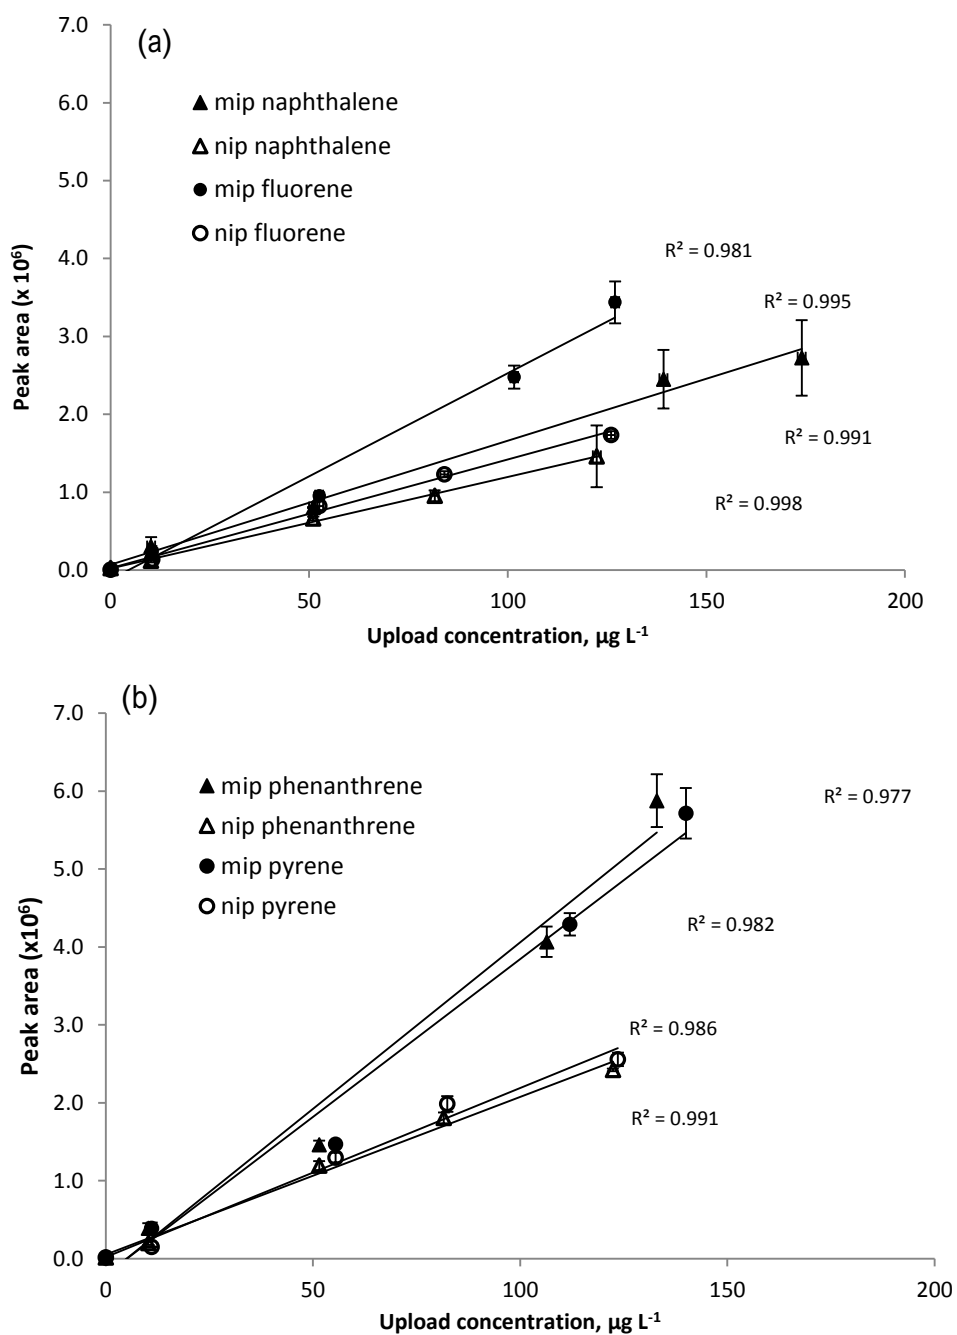 (a)
7.0
6.0
5.0
4.0
3.0
2.0
1.0
0.0
Peak area (x 10⁶)
mip naphthalene
nip naphthalene
mip fluorene
nip fluorene
R² = 0.981
R² = 0.995
R² = 0.991
R² = 0.998
0 50 100 150 200
Upload concentration, µg L⁻¹
(b)
7.0
6.0
5.0
4.0
3.0
2.0
1.0
0.0
Peak area (x10⁶)
mip phenanthrene
nip phenanthrene
mip pyrene
nip pyrene
R² = 0.977
R² = 0.982
R² = 0.986
R² = 0.991
0 50 100 150 200
Upload concentration, µg L⁻¹